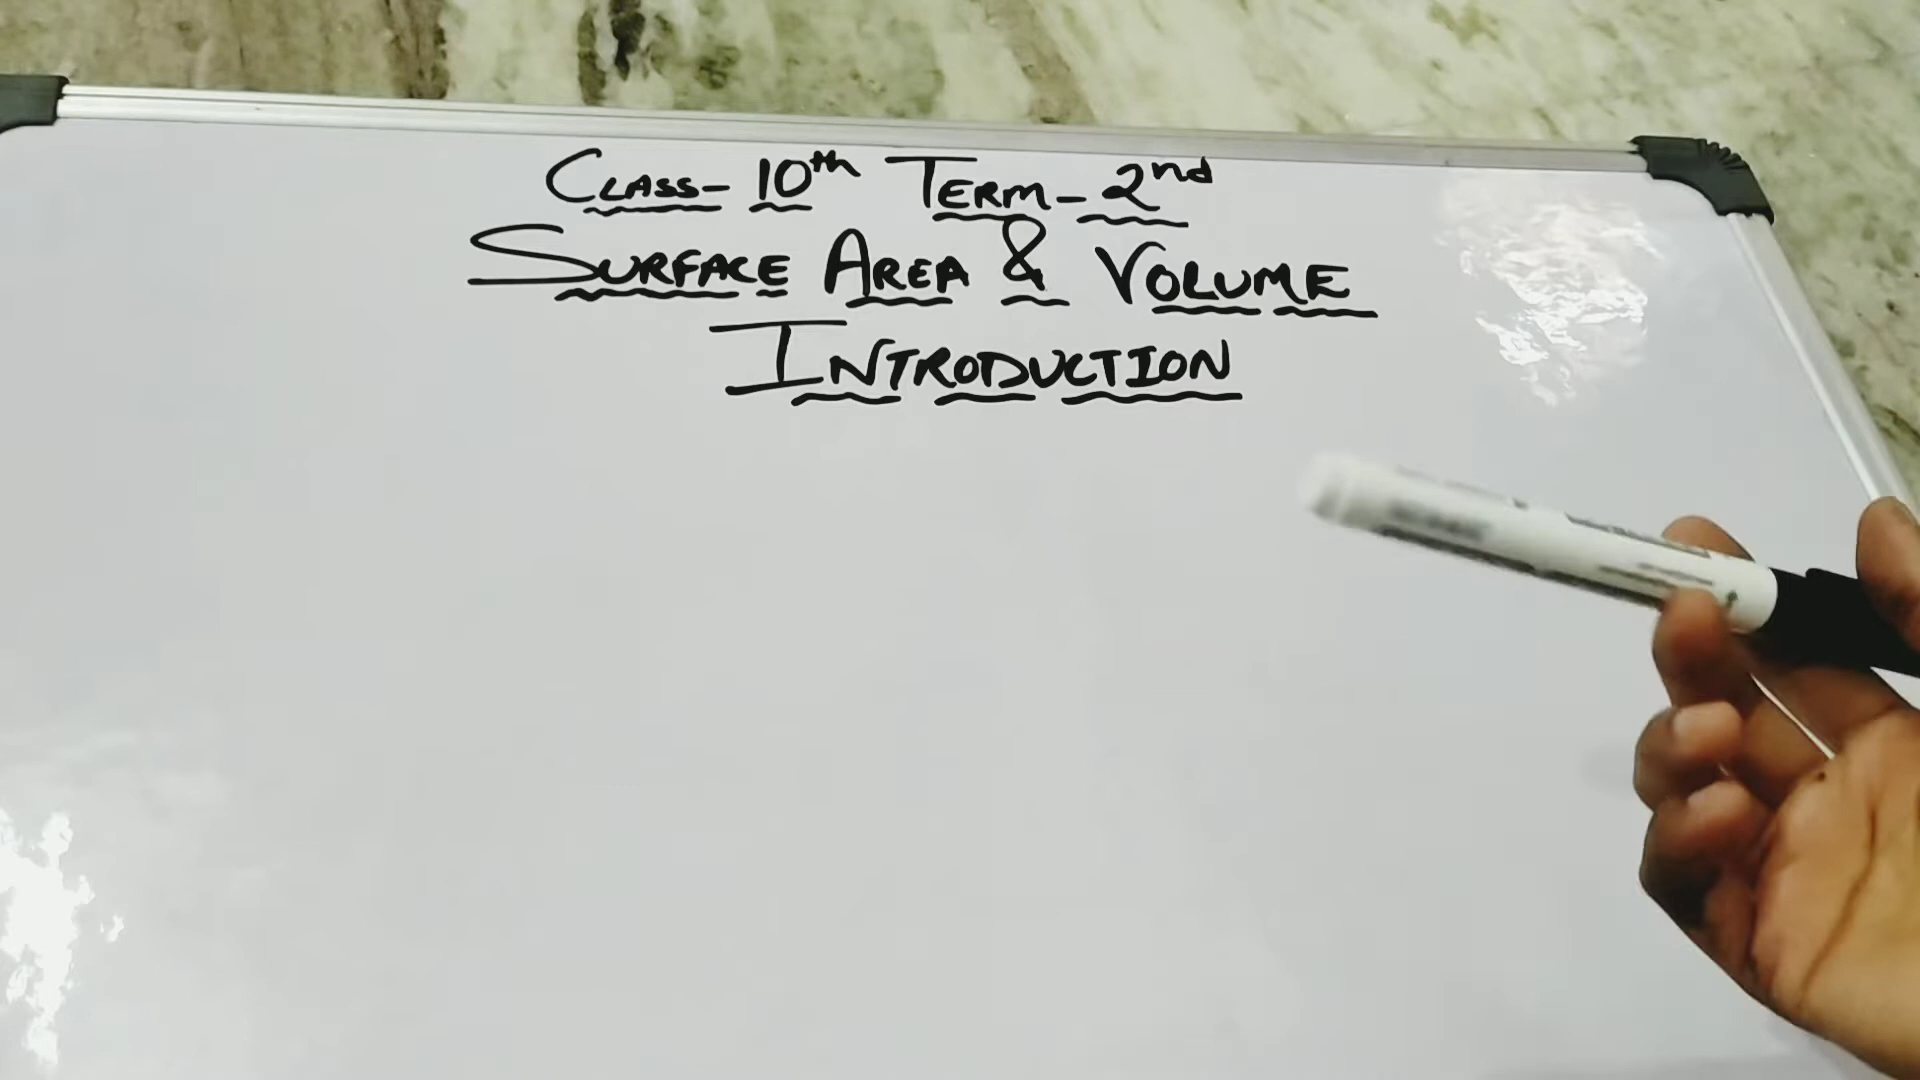 CLASS- 10th TERM- 2nd
SURFACE AREA & VOLUME
INTRODUCTION